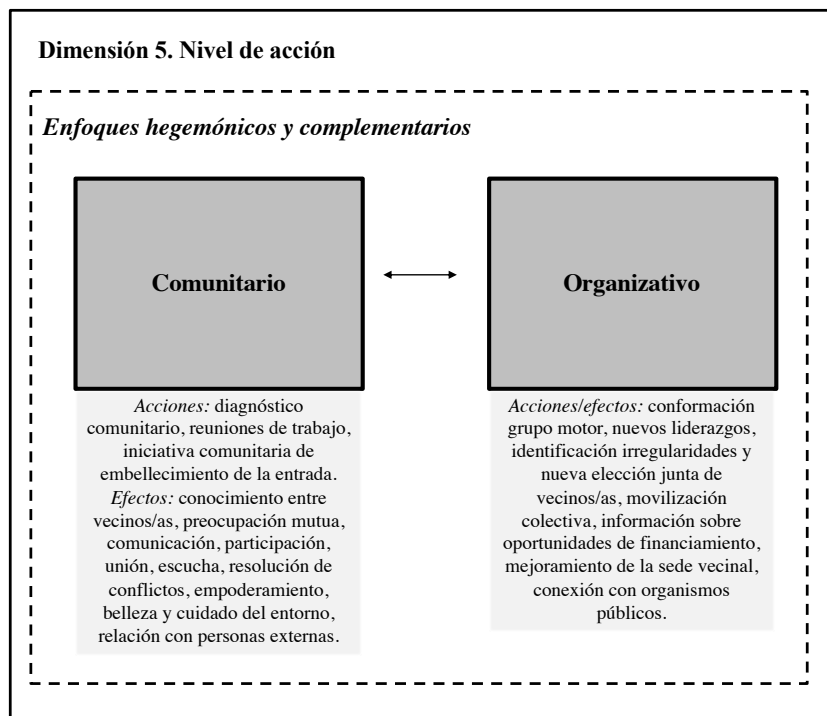 Dimensión 5. Nivel de acción
Enfoques hegemónicos y complementarios
Comunitario
Acciones: diagnóstico
comunitario, reuniones de trabajo,
iniciativa comunitaria de
embellecimiento de la entrada.
Efectos: conocimiento entre
vecinos/as, preocupación mutua,
comunicación, participación,
unión, escucha, resolución de
conflictos, empoderamiento,
belleza y cuidado del entorno,
relación con personas externas.
Organizativo
Acciones/efectos: conformación
grupo motor, nuevos liderazgos,
identificación irregularidades y
nueva elección junta de
vecinos/as, movilización
colectiva, información sobre
oportunidades de financiamiento,
mejoramiento de la sede vecinal,
conexión con organismos
públicos.